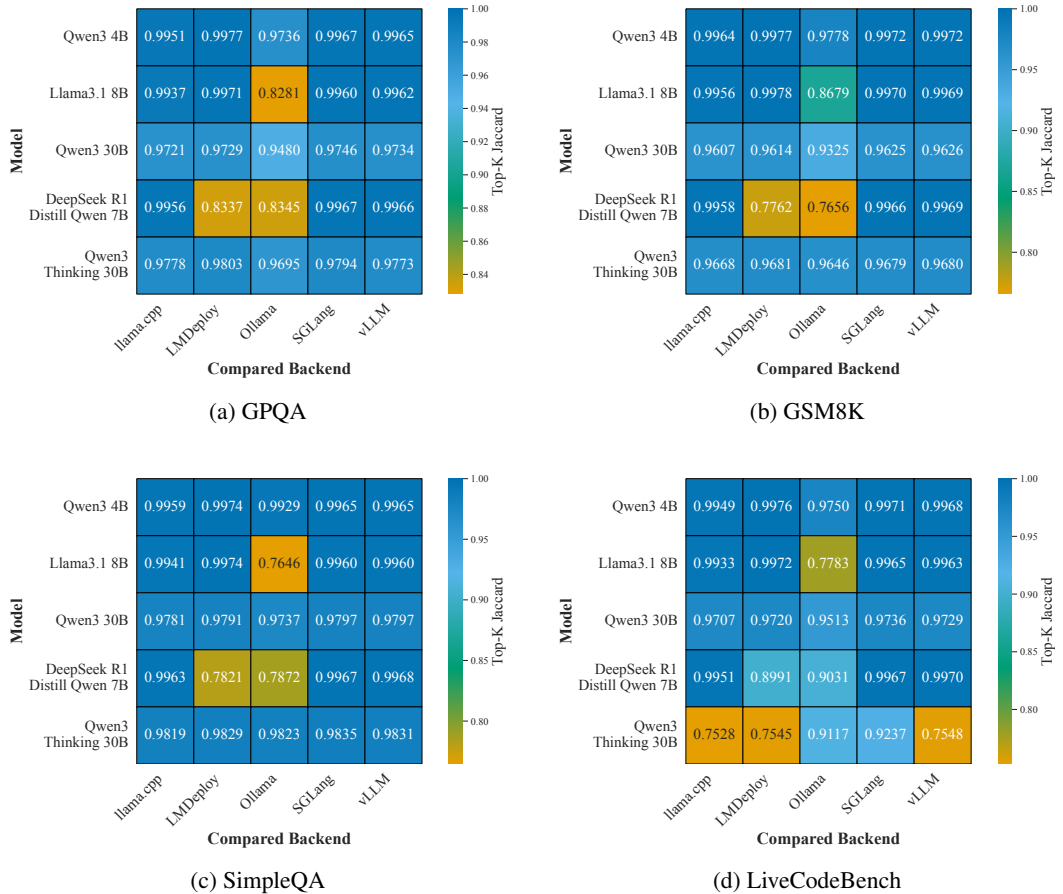 Model
Qwen3 4B
0.9951 0.9977 0.9736 0.9967 0.9965
Llama3.1 8B
0.9937 0.9971 0.8281 0.9960 0.9962
Qwen3 30B
0.9721 0.9729 0.9480 0.9746 0.9734
DeepSeek R1
Distill Qwen 7B
0.9956 0.8337 0.8345 0.9967 0.9966
Qwen3
Thinking 30B
0.9778 0.9803 0.9695 0.9794 0.9773
llama.cpp LMDeploy Ollama SGLang vLLM
Compared Backend
1.00
0.98
0.96
0.94
0.92
0.90
0.88
0.86
0.84
Top-K Jaccard
(a) GPQA
Model
Qwen3 4B
0.9964 0.9977 0.9778 0.9972 0.9972
Llama3.1 8B
0.9956 0.9978 0.8679 0.9970 0.9969
Qwen3 30B
0.9607 0.9614 0.9325 0.9625 0.9626
DeepSeek R1
Distill Qwen 7B
0.9958 0.7762 0.7656 0.9966 0.9969
Qwen3
Thinking 30B
0.9668 0.9681 0.9646 0.9679 0.9680
llama.cpp LMDeploy Ollama SGLang vLLM
Compared Backend
1.00
0.95
0.90
0.85
0.80
Top-K Jaccard
(b) GSM8K
Model
Qwen3 4B
0.9959 0.9974 0.9929 0.9965 0.9965
Llama3.1 8B
0.9941 0.9974 0.7646 0.9960 0.9960
Qwen3 30B
0.9781 0.9791 0.9737 0.9797 0.9797
DeepSeek R1
Distill Qwen 7B
0.9963 0.7821 0.7872 0.9967 0.9968
Qwen3
Thinking 30B
0.9819 0.9829 0.9823 0.9835 0.9831
llama.cpp LMDeploy Ollama SGLang vLLM
Compared Backend
1.00
0.95
0.90
0.85
0.80
Top-K Jaccard
(c) SimpleQA
Model
Qwen3 4B
0.9949 0.9976 0.9750 0.9971 0.9968
Llama3.1 8B
0.9933 0.9972 0.7783 0.9965 0.9963
Qwen3 30B
0.9707 0.9720 0.9513 0.9736 0.9729
DeepSeek R1
Distill Qwen 7B
0.9951 0.8991 0.9031 0.9967 0.9970
Qwen3
Thinking 30B
0.7528 0.7545 0.9117 0.9237 0.7548
llama.cpp LMDeploy Ollama SGLang vLLM
Compared Backend
1.00
0.95
0.90
0.85
0.80
Top-K Jaccard
(d) LiveCodeBench